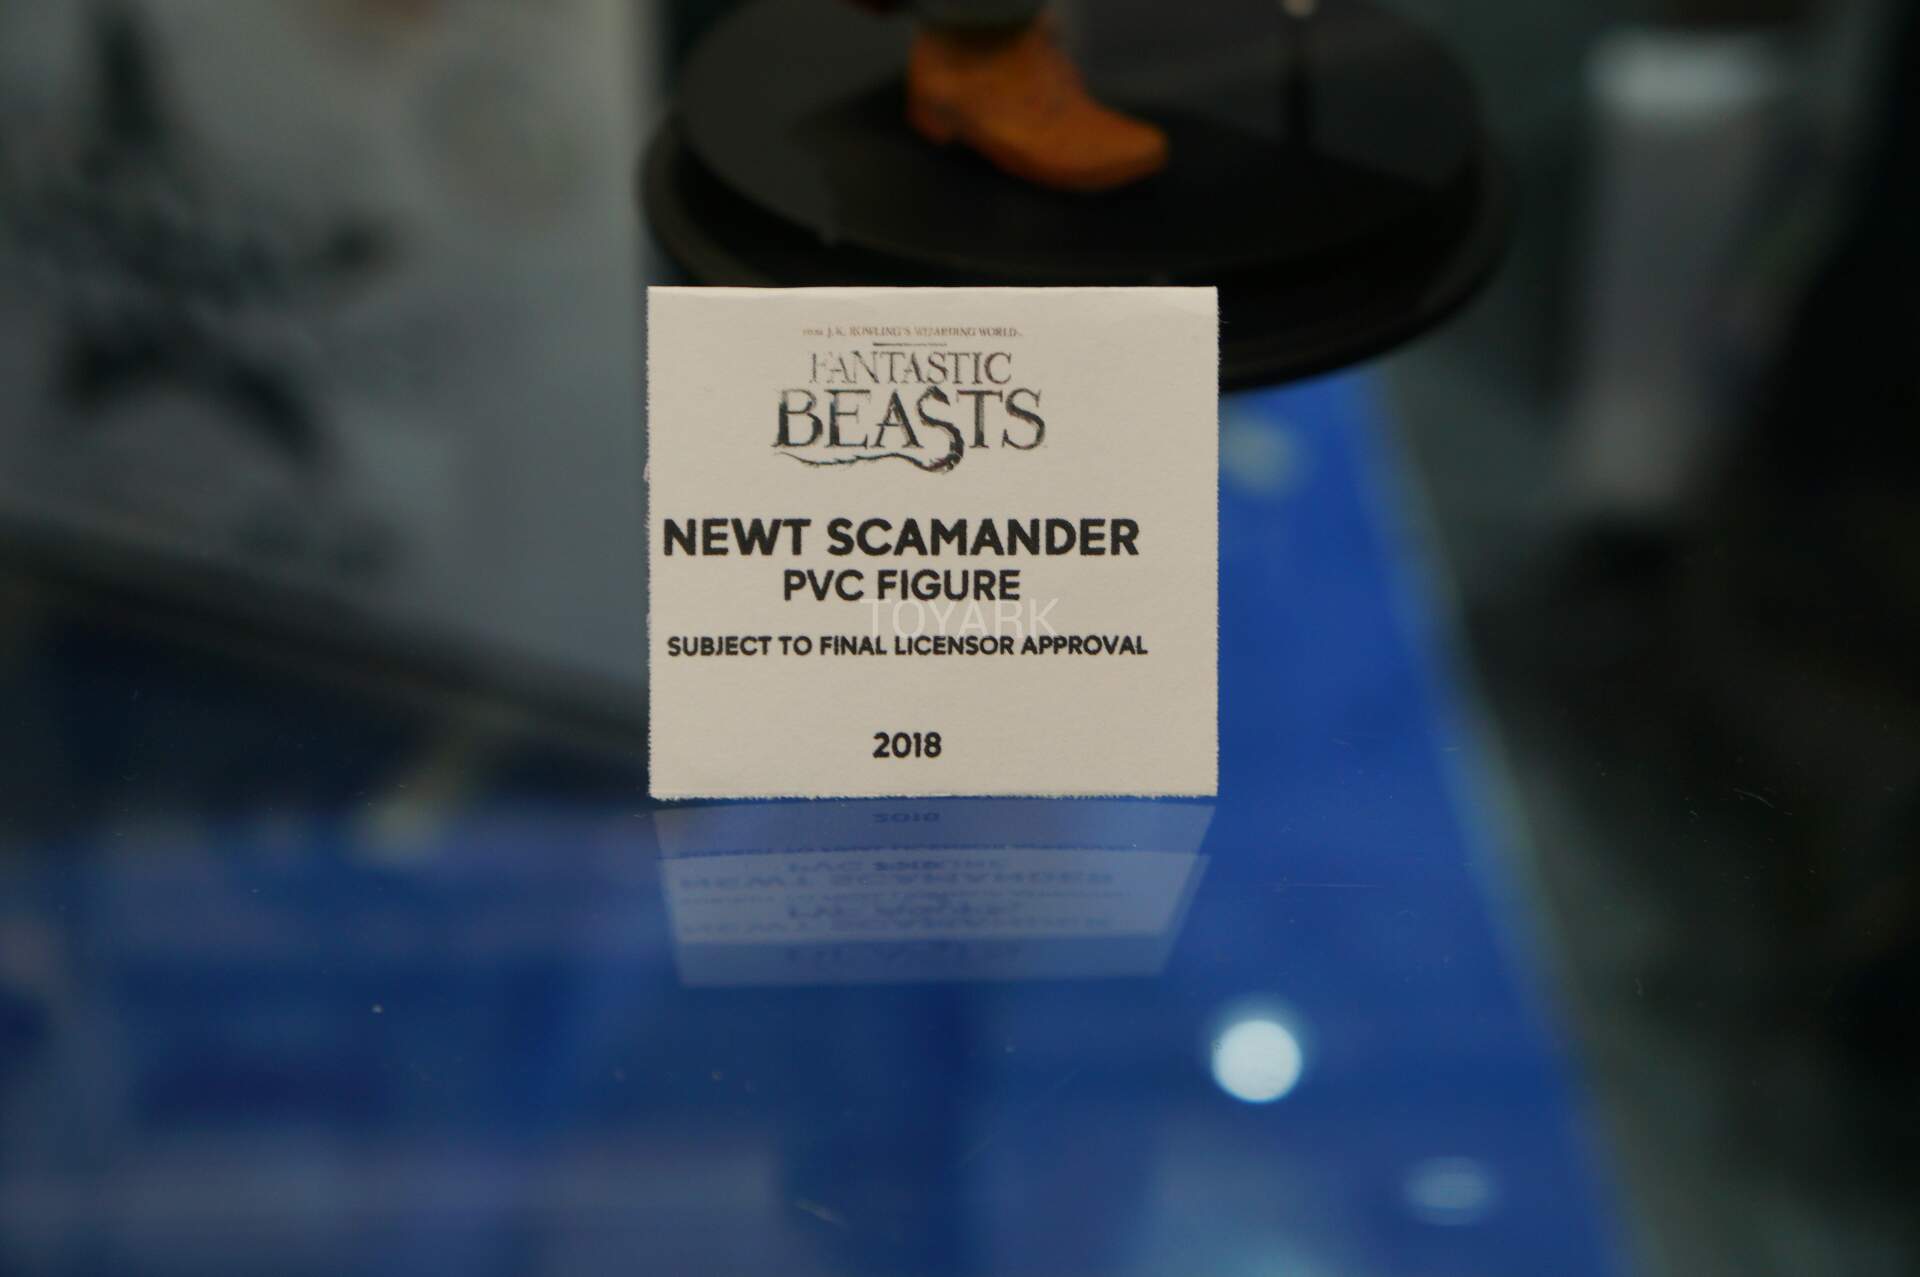 FROM J.K. ROWLING'S WIZARDING WORLD
FANTASTIC
BEASTS
NEWT SCAMANDER
PVC FIGURE
TOYARK
SUBJECT TO FINAL LICENSOR APPROVAL
2018